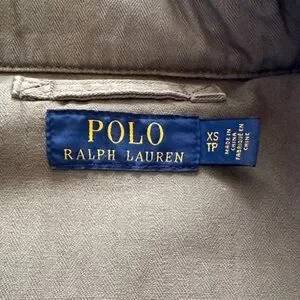 POLO
RALPH LAUREN
XS
TP
MADE IN
CHINA
FABRIQUÉ EN
CHINE